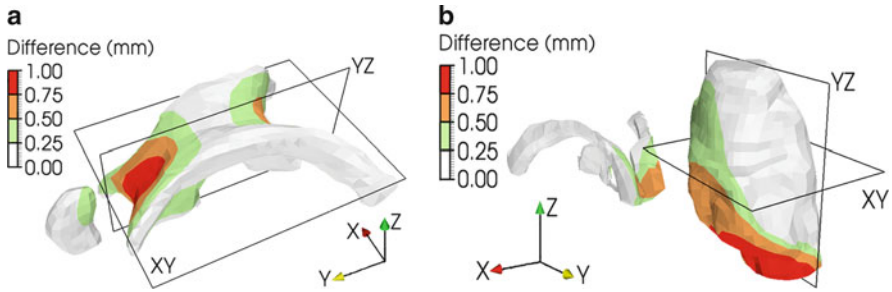 a
Difference (mm)
1.00
0.75
0.50
0.25
0.00
YZ
XY
X
Z
Y
b
Difference (mm)
1.00
0.75
0.50
0.25
0.00
YZ
XY
Z
X
Y